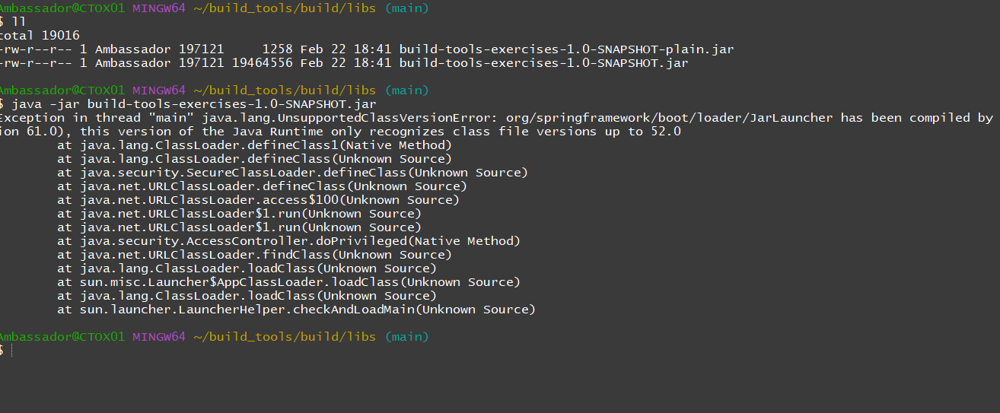 Ambassador@CTOX01 MINGW64 ~/build_tools/build/libs (main)
$ ll
total 19016
-rw-r--r-- 1 Ambassador 197121     1258 Feb 22 18:41 build-tools-exercises-1.0-SNAPSHOT-plain.jar
-rw-r--r-- 1 Ambassador 197121 19464556 Feb 22 18:41 build-tools-exercises-1.0-SNAPSHOT.jar
Ambassador@CTOX01 MINGW64 ~/build_tools/build/libs (main)
$ java -jar build-tools-exercises-1.0-SNAPSHOT.jar
Exception in thread "main" java.lang.UnsupportedClassVersionError: org/springframework/boot/loader/JarLauncher has been compiled by
ion 61.0), this version of the Java Runtime only recognizes class file versions up to 52.0
        at java.lang.ClassLoader.defineClass1(Native Method)
        at java.lang.ClassLoader.defineClass(Unknown Source)
        at java.security.SecureClassLoader.defineClass(Unknown Source)
        at java.net.URLClassLoader.defineClass(Unknown Source)
        at java.net.URLClassLoader.access$100(Unknown Source)
        at java.net.URLClassLoader$1.run(Unknown Source)
        at java.net.URLClassLoader$1.run(Unknown Source)
        at java.security.AccessController.doPrivileged(Native Method)
        at java.net.URLClassLoader.findClass(Unknown Source)
        at java.lang.ClassLoader.loadClass(Unknown Source)
        at sun.misc.Launcher$AppClassLoader.loadClass(Unknown Source)
        at java.lang.ClassLoader.loadClass(Unknown Source)
        at sun.launcher.LauncherHelper.checkAndLoadMain(Unknown Source)
Ambassador@CTOX01 MINGW64 ~/build_tools/build/libs (main)
$